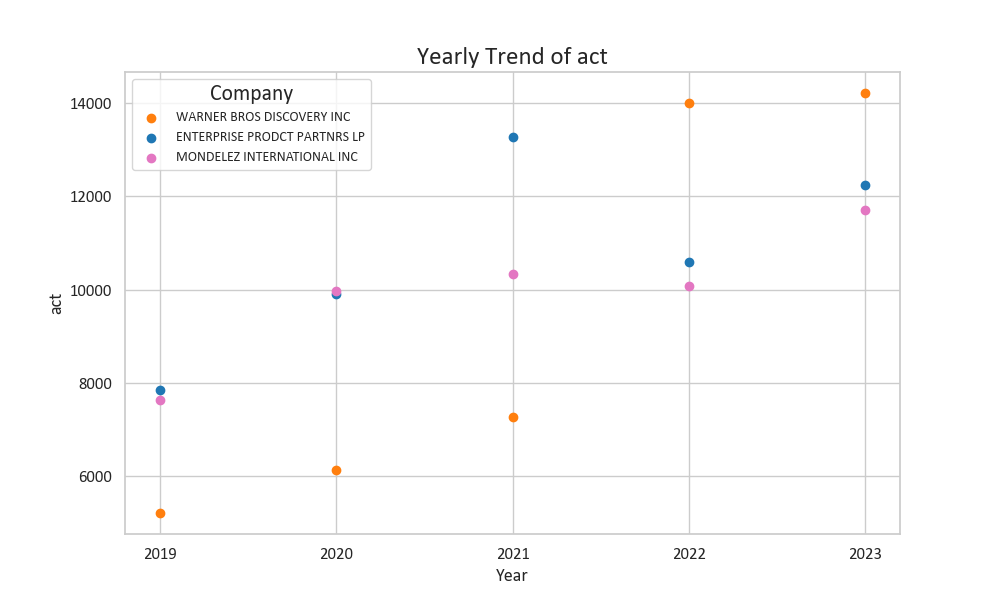 Yearly Trend of act
Company
WARNER BROS DISCOVERY INC
ENTERPRISE PRODCT PARTNRS LP
MONDELEZ INTERNATIONAL INC
14000
12000
10000
8000
6000
act
2019 2020 2021 2022 2023
Year